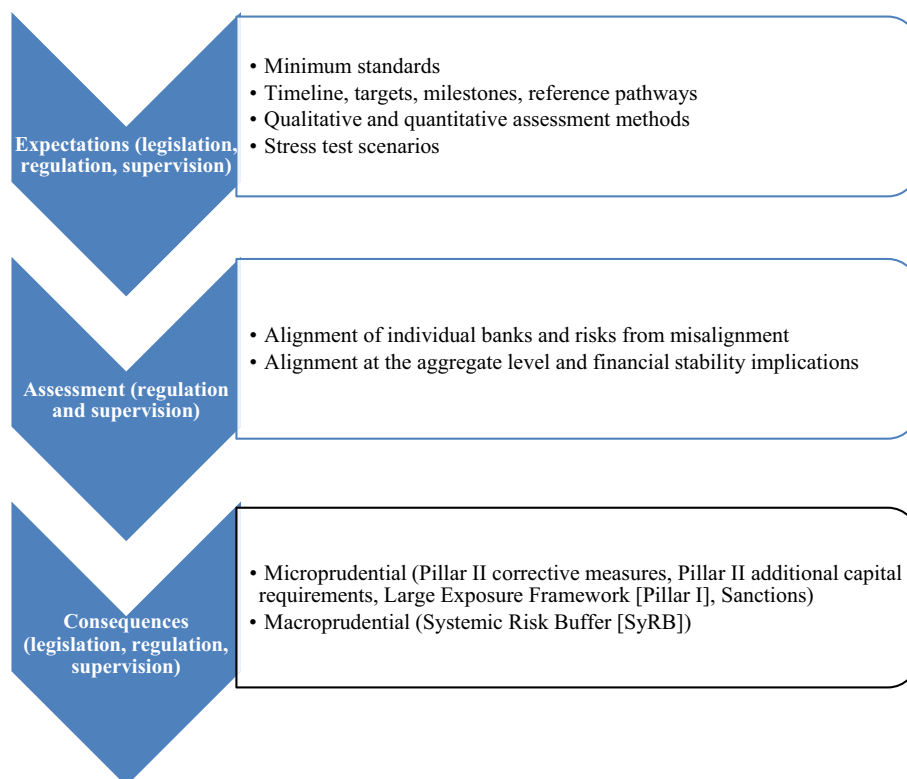 Expectations (legislation,
regulation, supervision)
• Minimum standards
• Timeline, targets, milestones, reference pathways
• Qualitative and quantitative assessment methods
• Stress test scenarios
Assessment (regulation
and supervision)
• Alignment of individual banks and risks from misalignment
• Alignment at the aggregate level and financial stability implications
Consequences
(legislation, regulation,
supervision)
• Microprudential (Pillar II corrective measures, Pillar II additional capital
requirements, Large Exposure Framework [Pillar I], Sanctions)
• Macroprudential (Systemic Risk Buffer [SyRB])